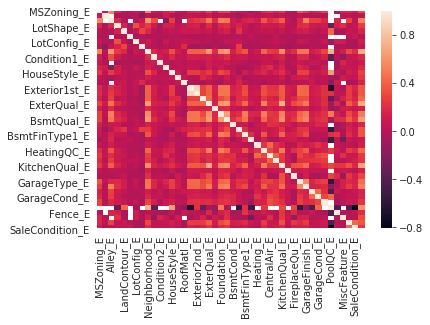 MSZoning_E
LotShape_E
LotConfig_E
Condition1_E
HouseStyle_E
Exterior1st_E
ExterQual_E
BsmtQual_E
BsmtFinType1_E
HeatingQC_E
KitchenQual_E
GarageType_E
GarageCond_E
Fence_E
SaleCondition_E
MSZoning_E
Alley_E
LandContour_E
LotConfig_E
Neighborhood_E
Condition2_E
HouseStyle_E
RoofMatl_E
Exterior2nd_E
ExterQual_E
Foundation_E
BsmtCond_E
BsmtFinType1_E
Heating_E
CentralAir_E
KitchenQual_E
FireplaceQu_E
GarageFinish_E
GarageCond_E
PoolQC_E
MiscFeature_E
SaleCondition_E
0.8
0.4
0.0
−0.4
−0.8